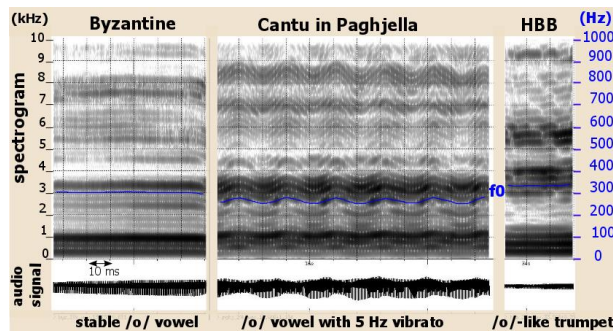 (kHz) Byzantine Cantu in Paghjella HBB (Hz)
10 1000
9 900
8 800
7 700
6 600
5 500
4 400
3 f0 300
2 200
1 100
0 000
spectrogram
10 ms
audio signal
stable /o/ vowel /o/ vowel with 5 Hz vibrato /o/-like trumpet